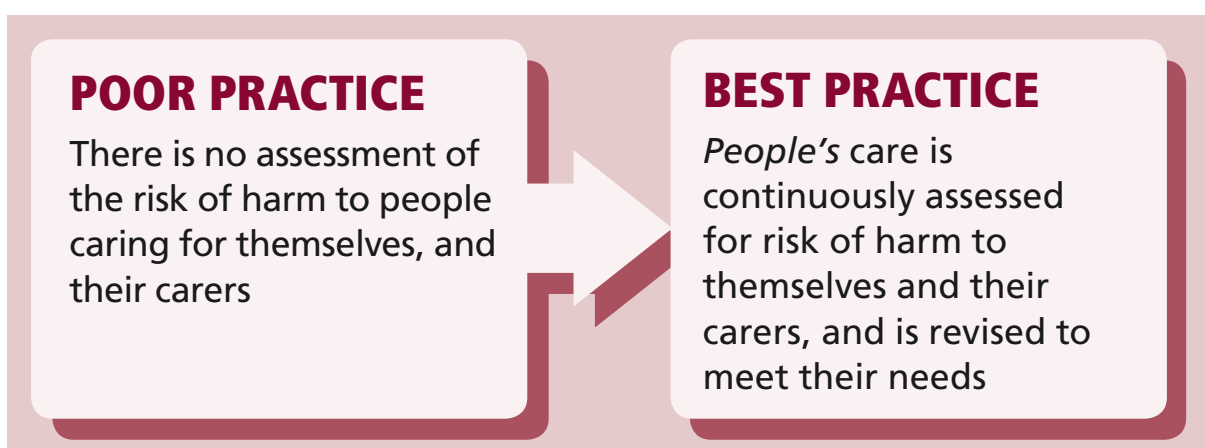 POOR PRACTICE
There is no assessment of
the risk of harm to people
caring for themselves, and
their carers
BEST PRACTICE
People's care is
continuously assessed
for risk of harm to
themselves and their
carers, and is revised to
meet their needs